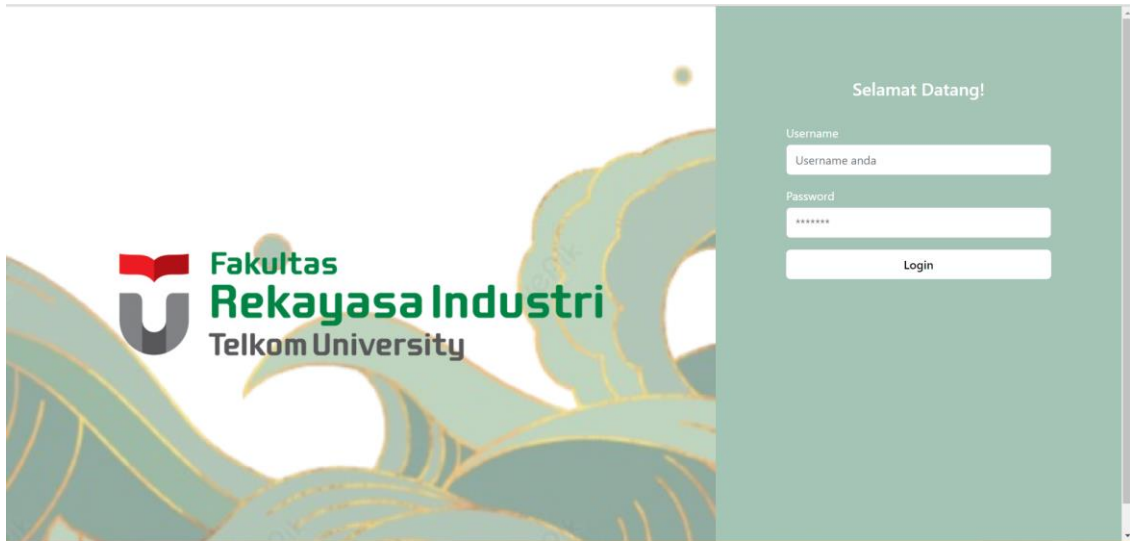 Fakultas
Rekayasa Industri
Telkom University
Selamat Datang!
Username
Username anda
Password
*******
Login